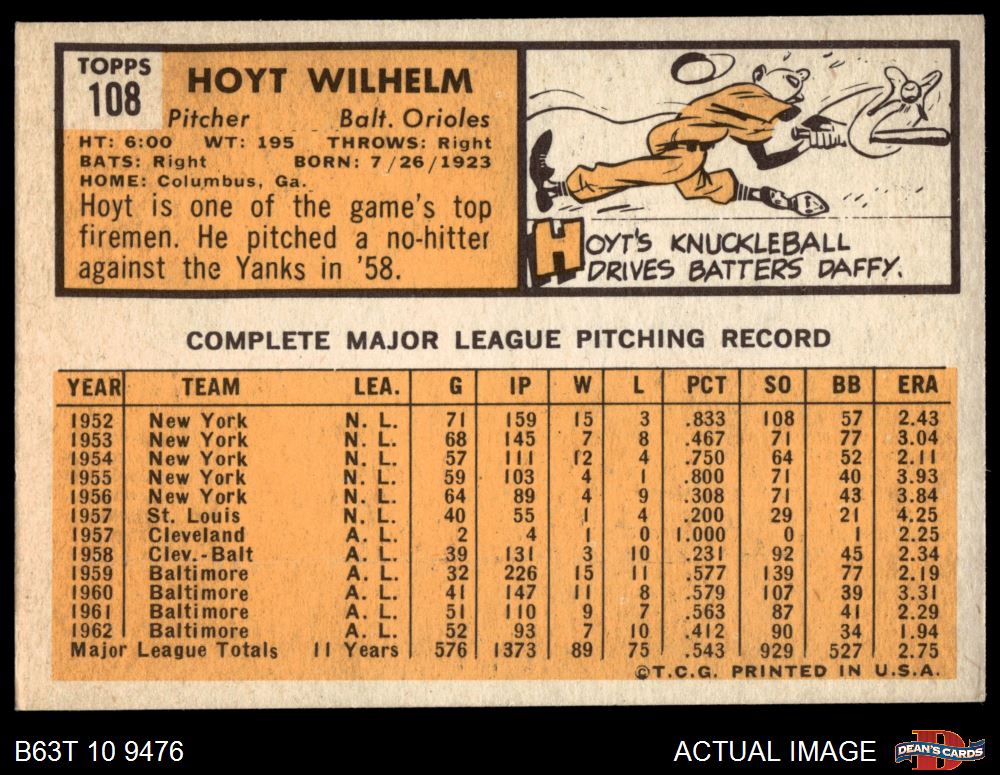 TOPPS
108
HOYT WILHELM
Pitcher Balt. Orioles
HT: 6:00 WT: 195 THROWS: Right
BATS: Right BORN: 7/26/1923
HOME: Columbus, Ga.
Hoyt is one of the game's top
firemen. He pitched a no-hitter
against the Yanks in '58.
HOYT'S KNUCKLEBALL
DRIVES BATTERS DAFFY.
COMPLETE MAJOR LEAGUE PITCHING RECORD
YEAR TEAM LEA. G IP W L PCT SO BB ERA
1952 New York N. L. 71 159 15 3 .833 108 57 2.43
1953 New York N. L. 68 145 7 8 .467 71 77 3.04
1954 New York N. L. 57 111 12 4 .750 64 52 2.11
1955 New York N. L. 59 103 4 1 .800 71 40 3.93
1956 New York N. L. 64 89 4 9 .308 71 43 3.84
1957 St. Louis N. L. 40 55 1 4 .200 29 21 4.25
1957 Cleveland A. L. 2 4 1 0 1.000 0 1 2.25
1958 Clev.-Balt A. L. 39 131 3 10 .231 92 45 2.34
1959 Baltimore A. L. 32 226 15 11 .577 139 77 2.19
1960 Baltimore A. L. 41 147 11 8 .579 107 39 3.31
1961 Baltimore A. L. 51 110 9 7 .563 87 41 2.29
1962 Baltimore A. L. 52 93 7 10 .412 90 34 1.94
Major League Totals 11 Years 576 1373 89 75 .543 929 527 2.75
©T.C.G. PRINTED IN U.S.A.
B63T 10 9476
ACTUAL IMAGE
DEAN'S CARDS